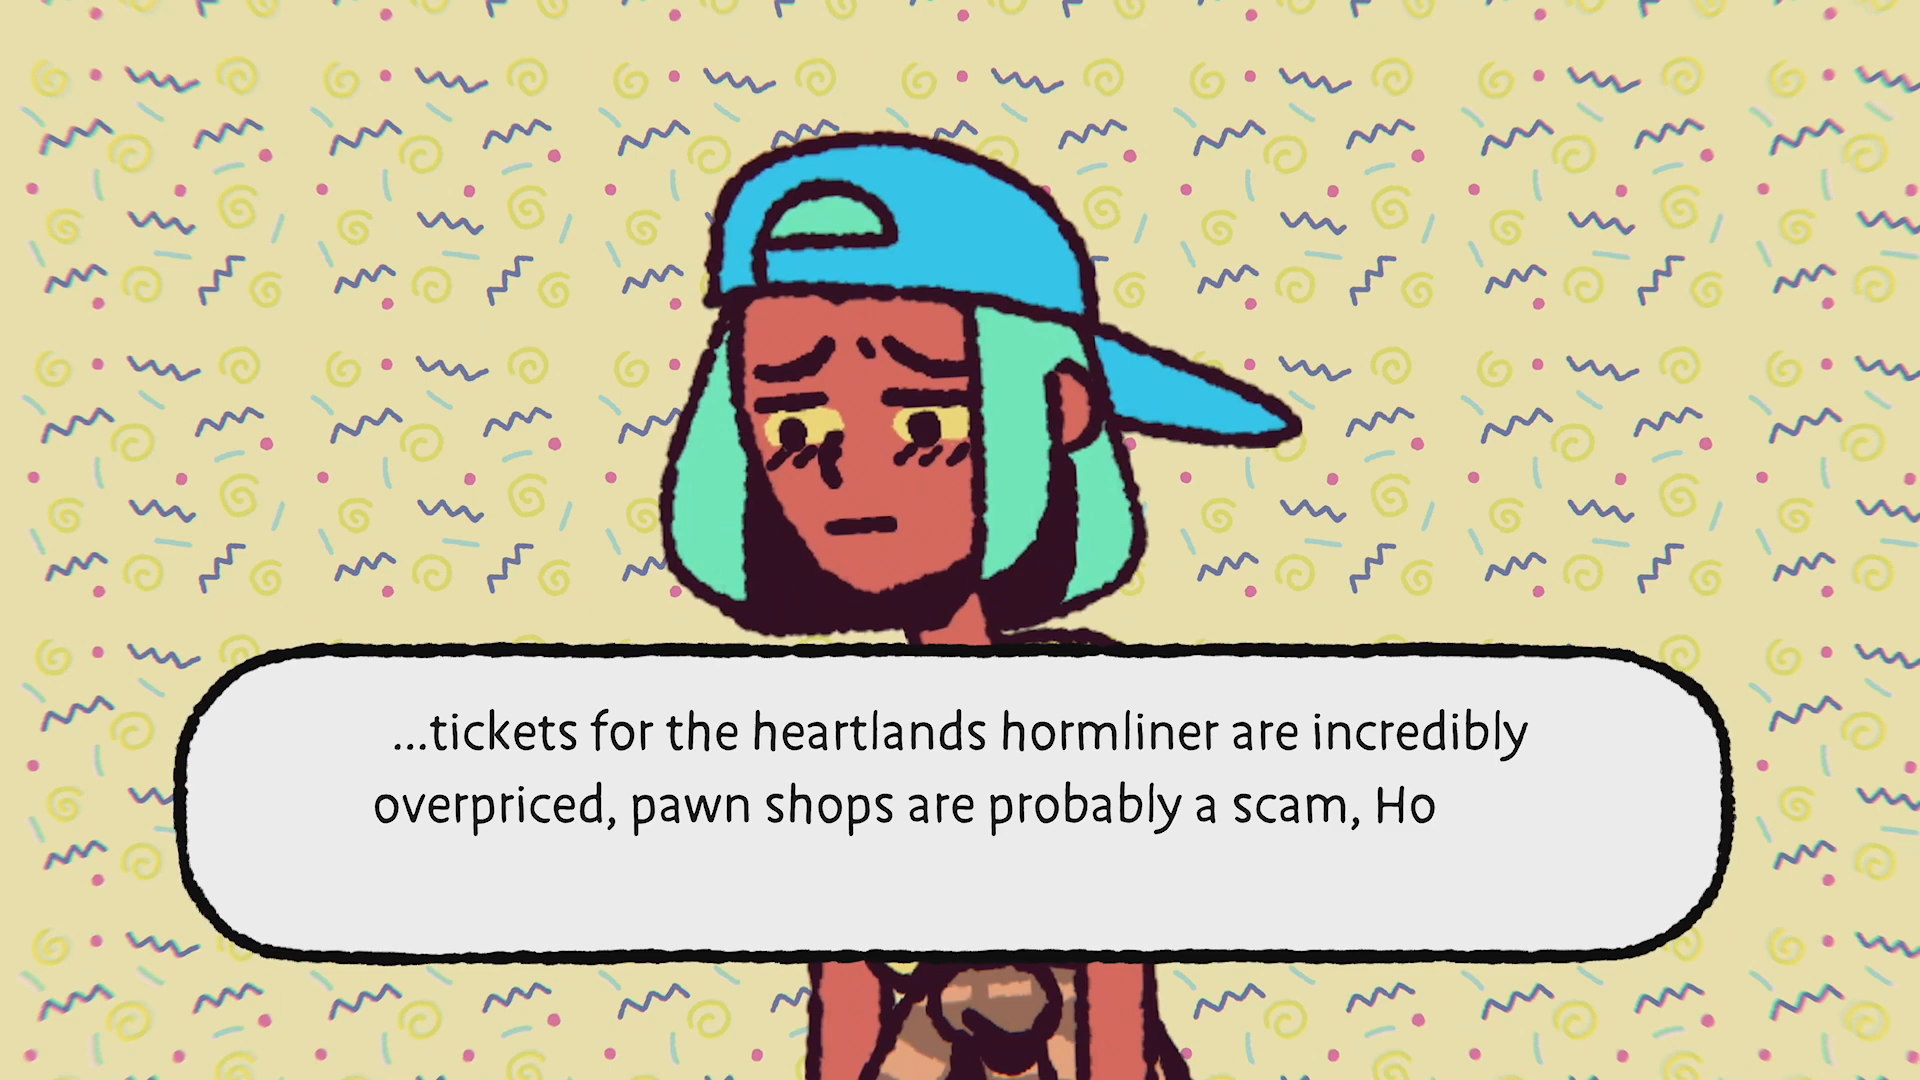 ...tickets for the heartlands hormliner are incredibly
overpriced, pawn shops are probably a scam, Ho